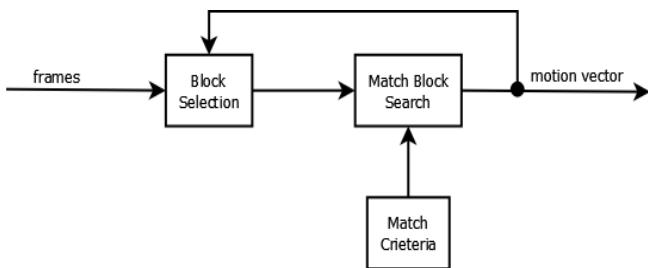 frames
Block
Selection
Match Block
Search
motion vector
Match
Crieteria